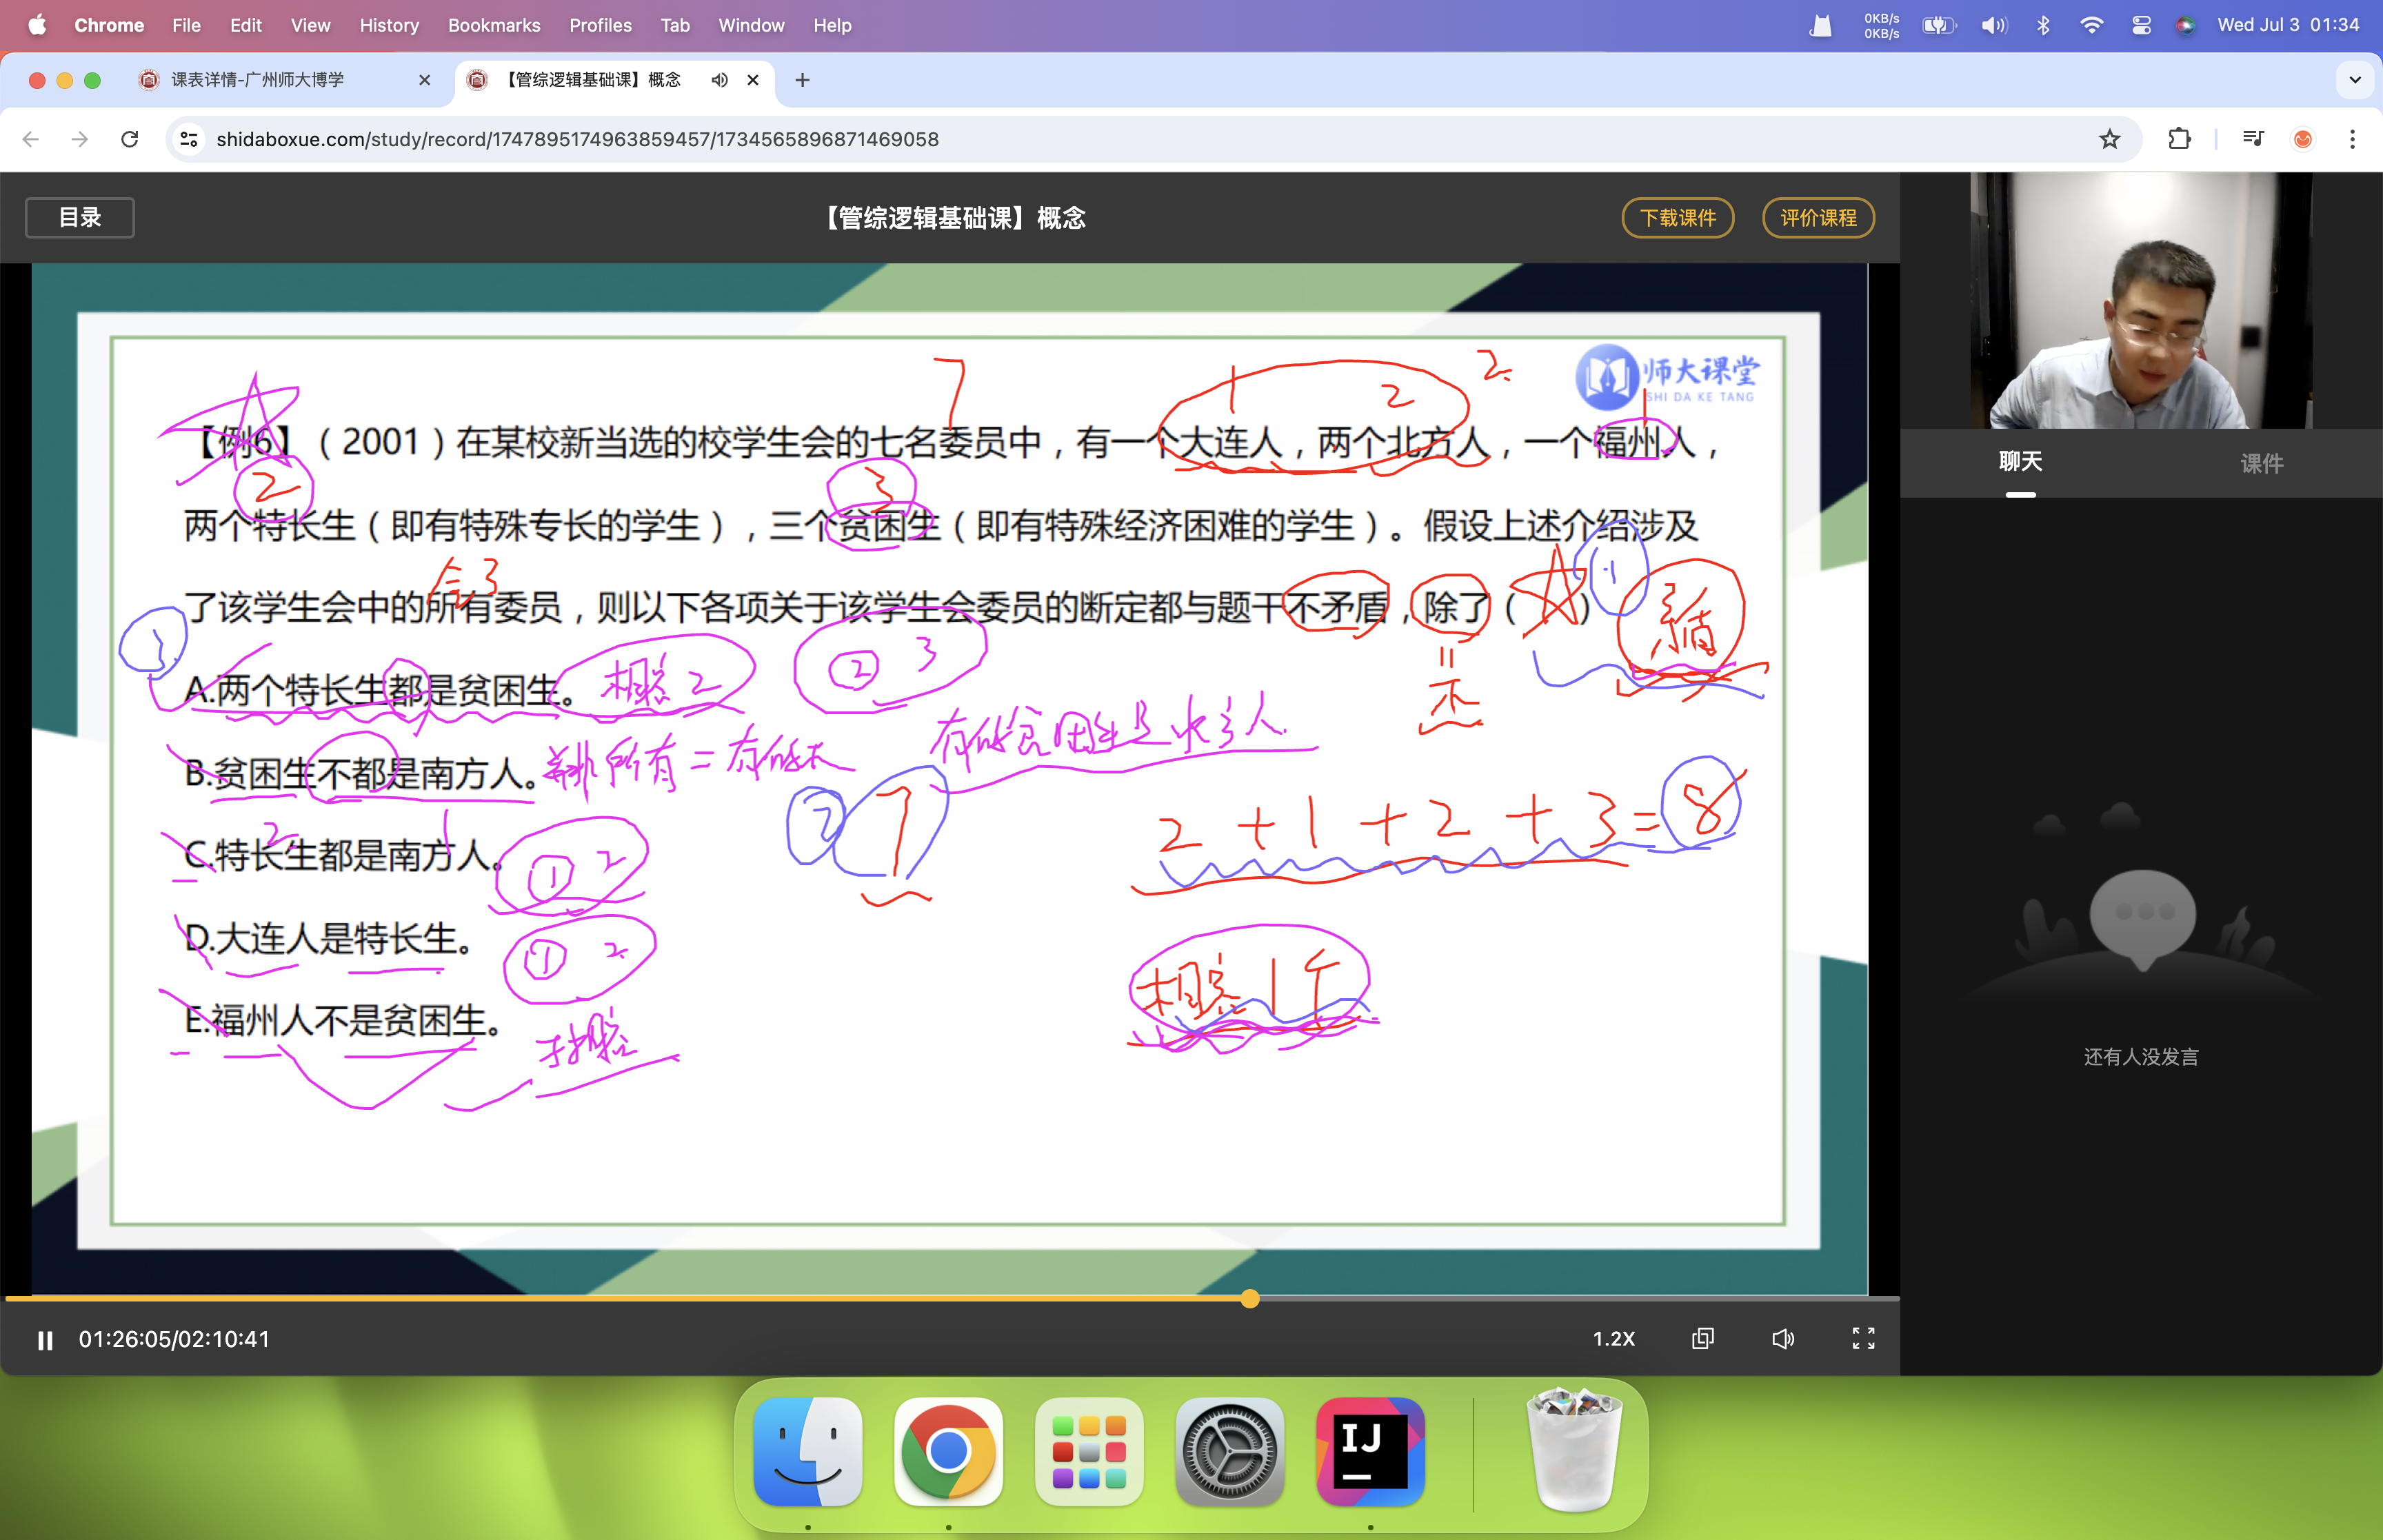 Chrome File Edit View History Bookmarks Profiles Tab Window Help
0KB/s
0KB/s
Wed Jul 3 01:34
课表详情-广州师大博学
【管综逻辑基础课】概念
shidaboxue.com/study/record/1747895174963859457/1734565896871469058
目录
【管综逻辑基础课】概念
下载课件
评价课程
师大课堂
SHI DA KE TANG
7 1 2 2 1
【例6】（2001）在某校新当选的校学生会的七名委员中，有一个大连人，两个北方人，一个福州人，
2 3
两个特长生（即有特殊专长的学生），三个贫困生（即有特殊经济困难的学生）。假设上述介绍涉及
了该学生会中的所有委员，则以下各项关于该学生会委员的断定都与题干不矛盾，除了（ ）
A.两个特长生都是贫困生。 相容 2 ② 3
B.贫困生不都是南方人。 并非所有 = 有的不
有的贫困生是北方人
7
2+1+2+3=8
2 1
C.特长生都是南方人。 ① 2
D.大连人是特长生。 ① 2
相容1个
E.福州人不是贫困生。
聊天
课件
还有人没发言
01:26:05/02:10:41
1.2X
IJ